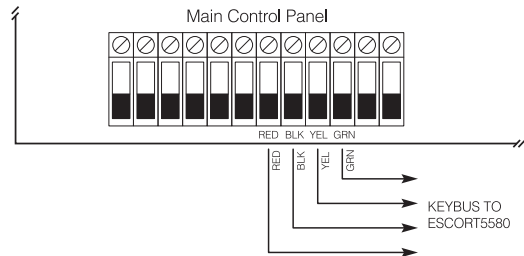 Main Control Panel
RED BLK YEL GRN
RED BLK YEL GRN
KEYBUS TO
ESCORT5580